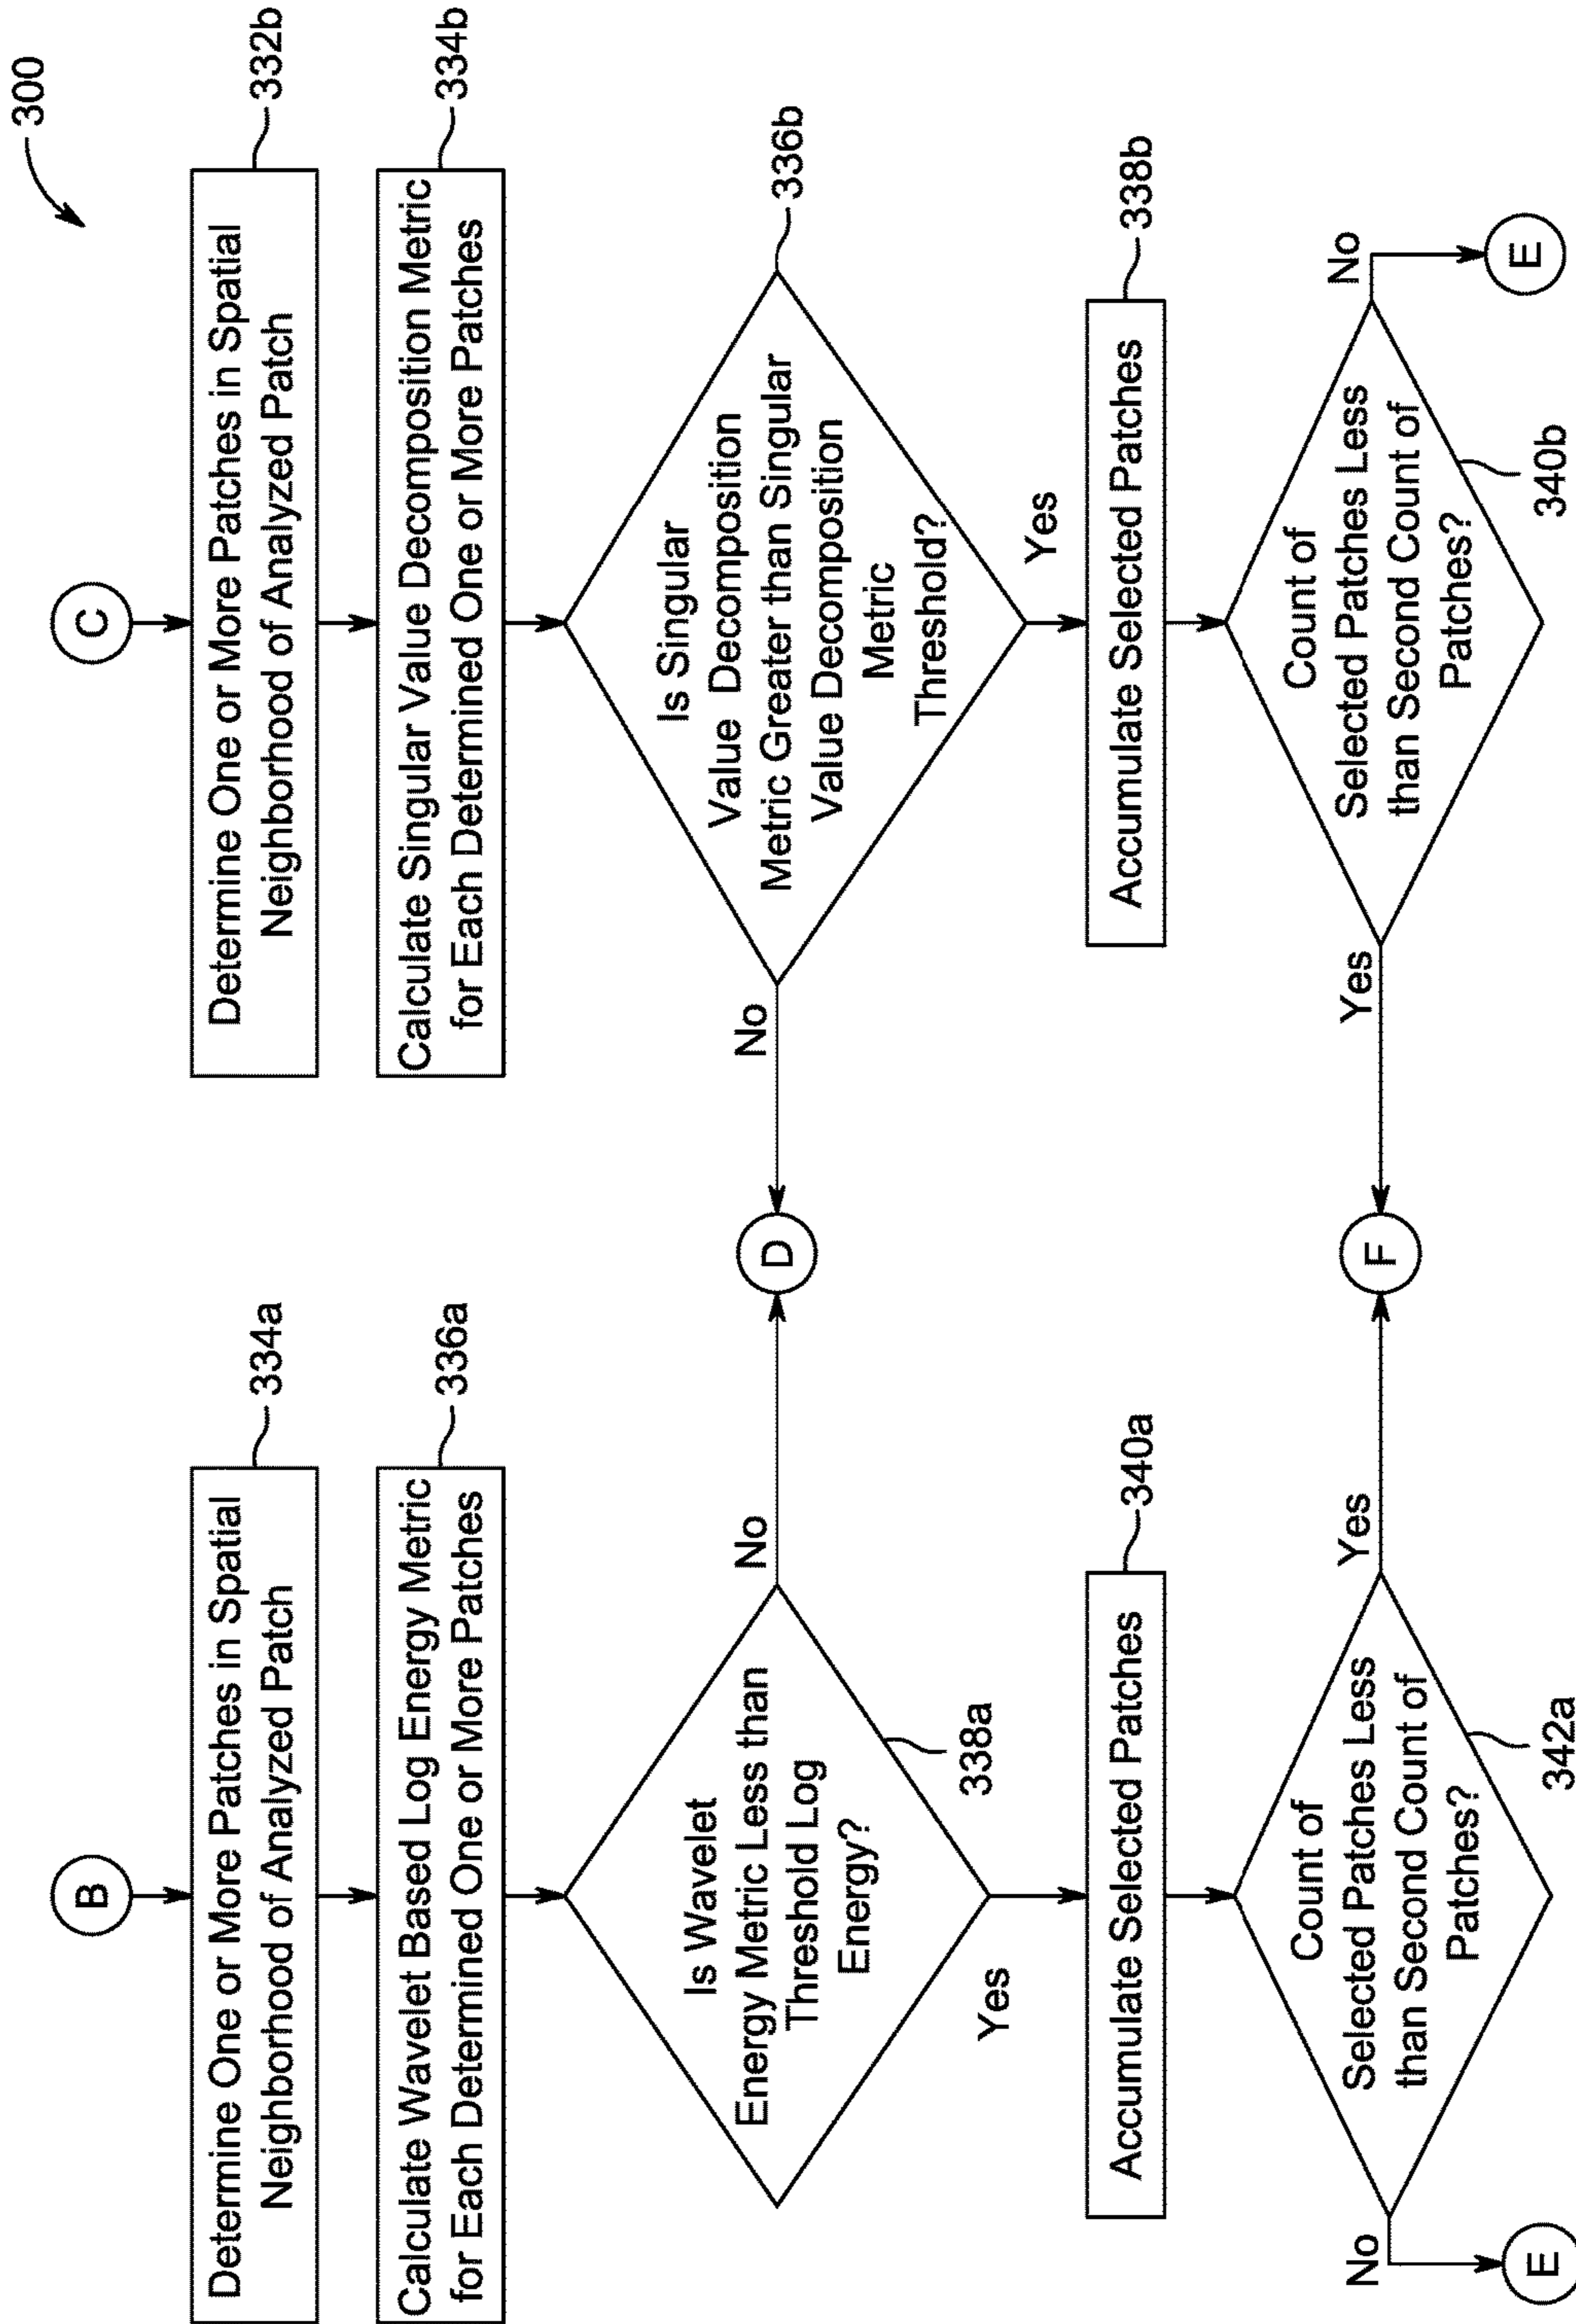 300
B
Determine One or More Patches in Spatial
Neighborhood of Analyzed Patch
334a
Calculate Wavelet Based Log Energy Metric
for Each Determined One or More Patches
336a
Is Wavelet
Energy Metric Less than
Threshold Log
Energy?
338a
No
D
Yes
Accumulate Selected Patches
340a
Count of
Selected Patches Less
than Second Count of
Patches?
342a
Yes
F
No
E
C
Determine One or More Patches in Spatial
Neighborhood of Analyzed Patch
332b
Calculate Singular Value Decomposition Metric
for Each Determined One or More Patches
334b
Is Singular
Value Decomposition
Metric Greater than Singular
Value Decomposition
Metric
Threshold?
336b
No
Yes
Accumulate Selected Patches
338b
Count of
Selected Patches Less
than Second Count of
Patches?
340b
Yes
No
E